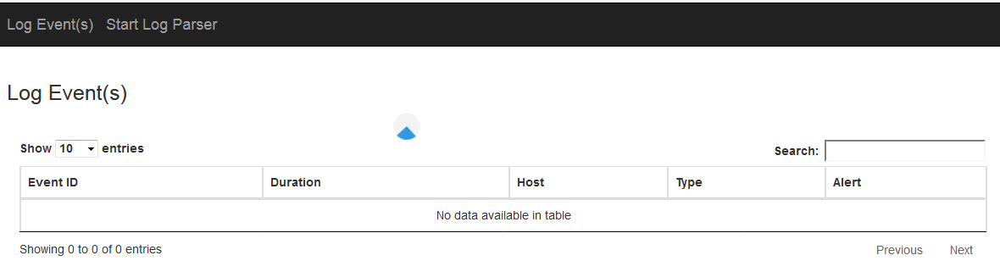 Log Event(s) Start Log Parser
Log Event(s)
Show 10 entries Search:
Event ID Duration Host Type Alert
No data available in table
Showing 0 to 0 of 0 entries Previous Next